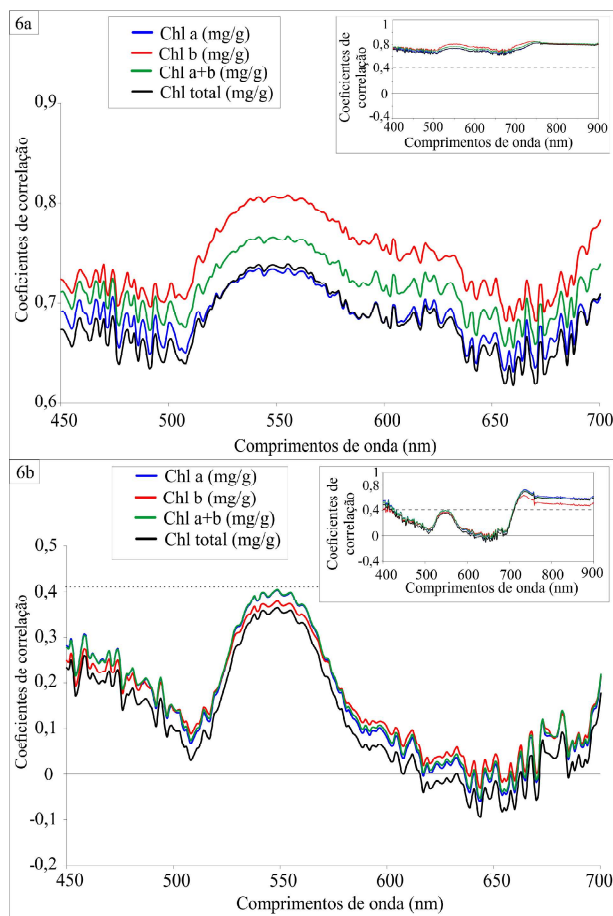 6a
Chl a (mg/g)
Chl b (mg/g)
Chl a+b (mg/g)
Chl total (mg/g)
Coeficientes de correlação
0,9
0,8
0,7
0,6
450 500 550 600 650 700
Comprimentos de onda (nm)
Coeficientes de
correlação
1
0,8
0,4
0
-0,4
400 500 600 700 800 900
Comprimentos de onda (nm)
6b
Chl a (mg/g)
Chl b (mg/g)
Chl a+b (mg/g)
Chl total (mg/g)
Coeficientes de correlação
0,5
0,4
0,3
0,2
0,1
0
-0,1
-0,2
450 500 550 600 650 700
Comprimentos de onda (nm)
Coeficientes de
correlação
1
0,8
0,4
0
-0,4
400 500 600 700 800 900
Comprimentos de onda (nm)